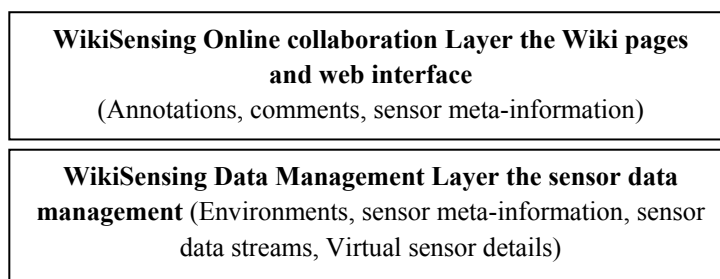 WikiSensing Online collaboration Layer the Wiki pages
and web interface
(Annotations, comments, sensor meta-information)
WikiSensing Data Management Layer the sensor data
management (Environments, sensor meta-information, sensor
data streams, Virtual sensor details)